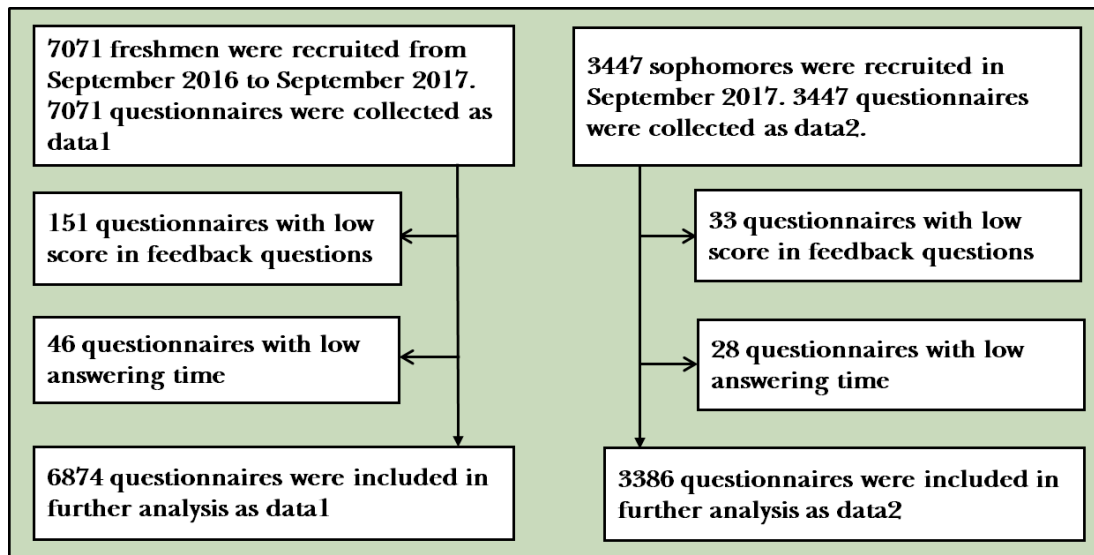 7071 freshmen were recruited from
September 2016 to September 2017.
7071 questionnaires were collected as
data1
151 questionnaires with low
score in feedback questions
46 questionnaires with low
answering time
6874 questionnaires were included in
further analysis as data1
3447 sophomores were recruited in
September 2017. 3447 questionnaires
were collected as data2.
33 questionnaires with low
score in feedback questions
28 questionnaires with low
answering time
3386 questionnaires were included in
further analysis as data2